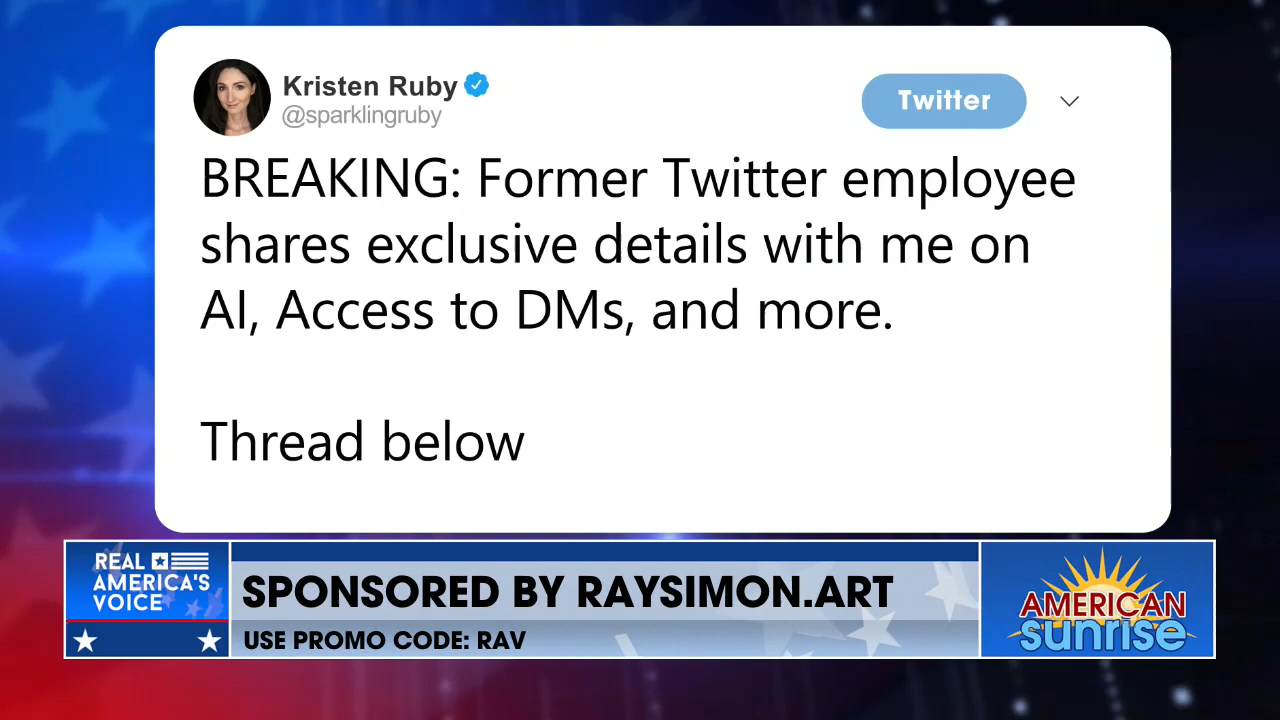 Kristen Ruby
@sparklingruby
Twitter
BREAKING: Former Twitter employee
shares exclusive details with me on
AI, Access to DMs, and more.
Thread below
REAL
AMERICA'S
VOICE
SPONSORED BY RAYSIMON.ART
USE PROMO CODE: RAV
AMERICAN
sunrise